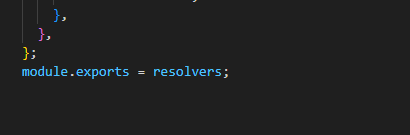 },
},
};
module.exports = resolvers;